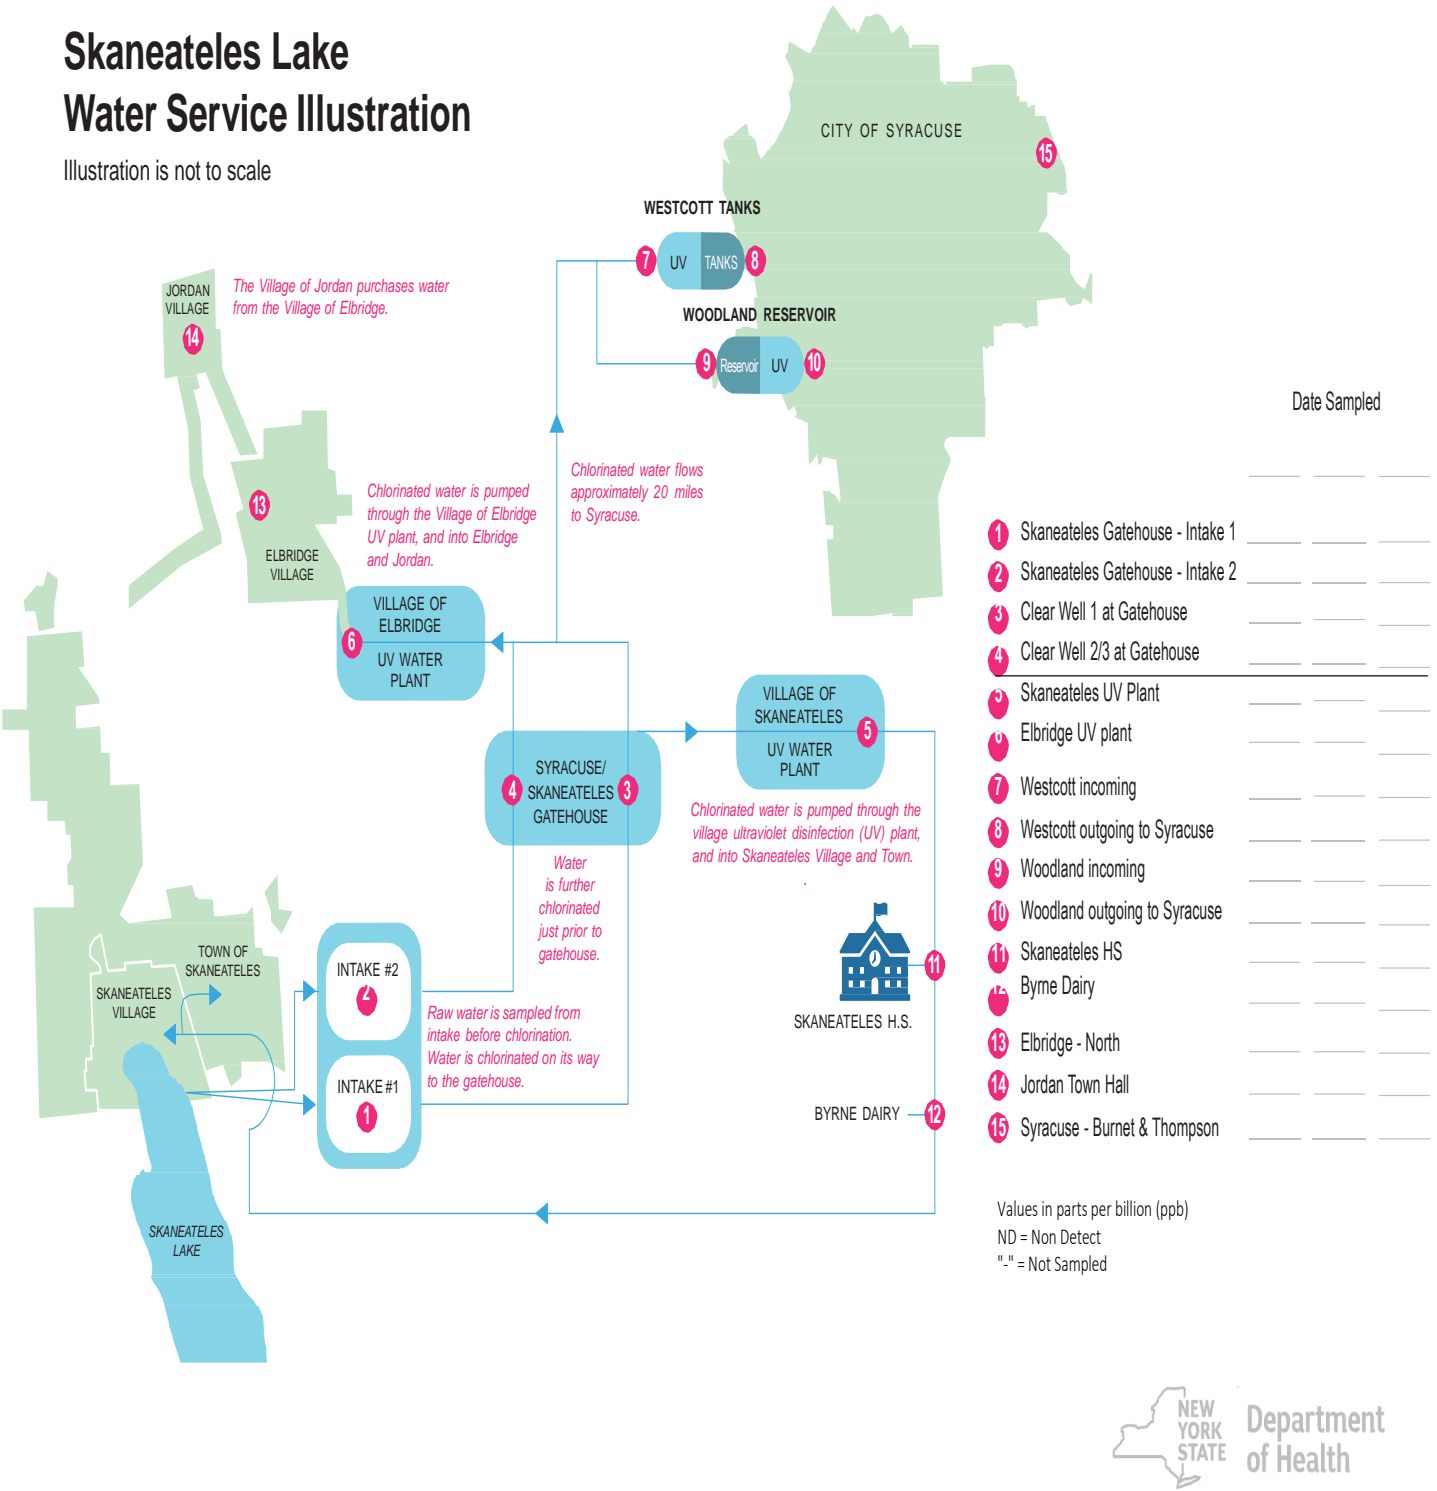 Skaneateles Lake
Water Service Illustration
Illustration is not to scale
CITY OF SYRACUSE
15
WESTCOTT TANKS
7
UV
TANKS
8
WOODLAND RESERVOIR
9
Reservoir
UV
10
JORDAN
VILLAGE
14
The Village of Jordan purchases water
from the Village of Elbridge.
13
ELBRIDGE
VILLAGE
Chlorinated water is pumped
through the Village of Elbridge
UV plant, and into Elbridge
and Jordan.
Chlorinated water flows
approximately 20 miles
to Syracuse.
VILLAGE OF
ELBRIDGE
6
UV WATER
PLANT
VILLAGE OF
SKANEATELES
5
UV WATER
PLANT
SYRACUSE/
SKANEATELES
GATEHOUSE
4
3
Chlorinated water is pumped through the
village ultraviolet disinfection (UV) plant,
and into Skaneateles Village and Town.
.
Water
is further
chlorinated
just prior to
gatehouse.
TOWN OF
SKANEATELES
SKANEATELES
VILLAGE
INTAKE #2
2
INTAKE #1
1
Raw water is sampled from
intake before chlorination.
Water is chlorinated on its way
to the gatehouse.
11
SKANEATELES H.S.
BYRNE DAIRY
12
SKANEATELES
LAKE
Date Sampled
1 Skaneateles Gatehouse - Intake 1
2 Skaneateles Gatehouse - Intake 2
3 Clear Well 1 at Gatehouse
4 Clear Well 2/3 at Gatehouse
5 Skaneateles UV Plant
6 Elbridge UV plant
7 Westcott incoming
8 Westcott outgoing to Syracuse
9 Woodland incoming
10 Woodland outgoing to Syracuse
11 Skaneateles HS
12 Byrne Dairy
13 Elbridge - North
14 Jordan Town Hall
15 Syracuse - Burnet & Thompson
Values in parts per billion (ppb)
ND = Non Detect
"-" = Not Sampled
NEW
YORK
STATE
Department
of Health